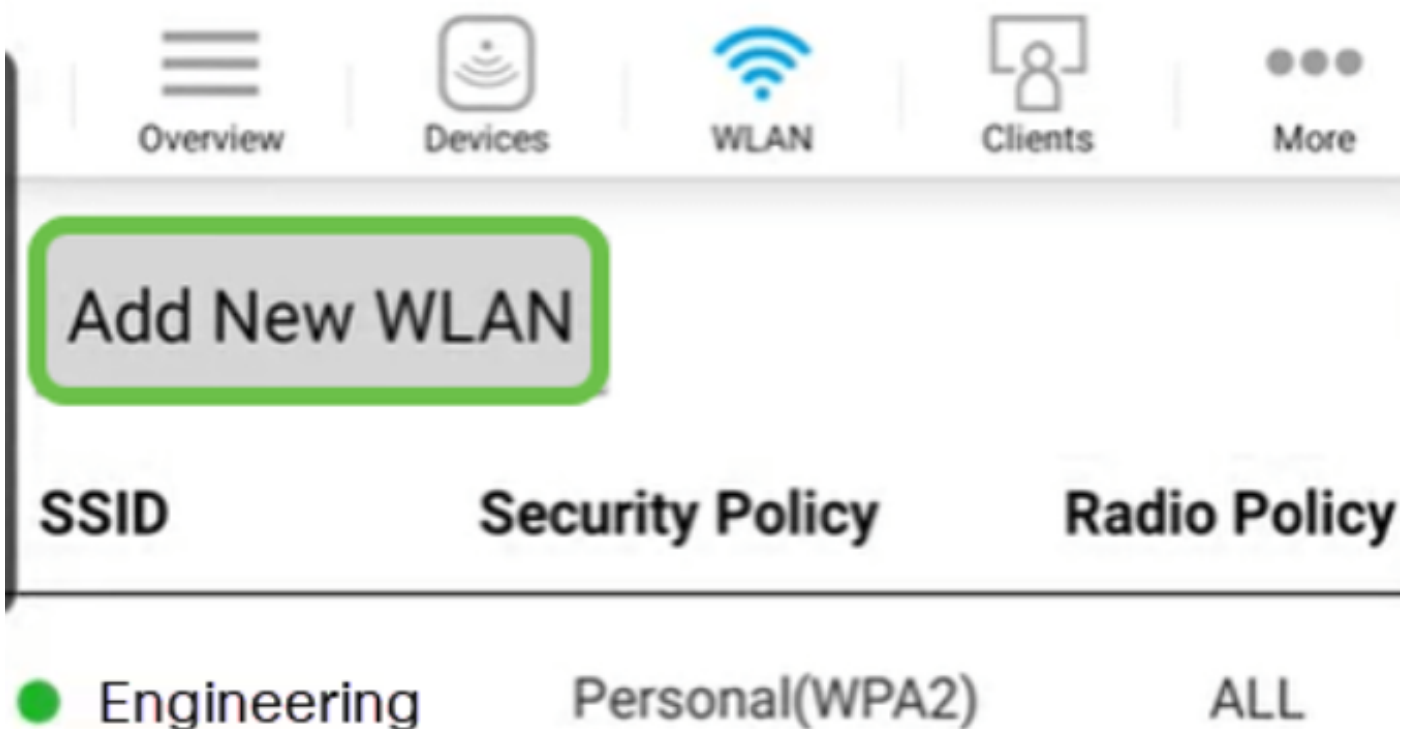 Overview Devices WLAN Clients More
Add New WLAN
SSID Security Policy Radio Policy
Engineering Personal(WPA2) ALL